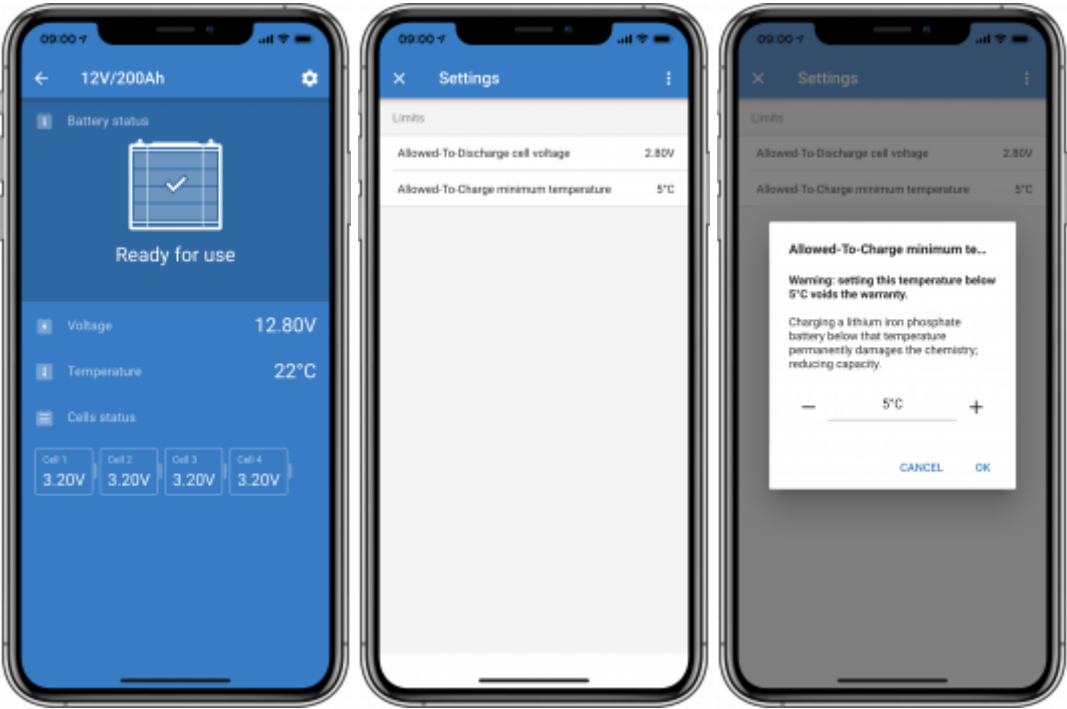 09:00
12V/200Ah
Battery status
Ready for use
Voltage 12.80V
Temperature 22°C
Cells status
Cell 1 Cell 2 Cell 3 Cell 4
3.20V 3.20V 3.20V 3.20V
09:00
Settings
Limits
Allowed-To-Discharge cell voltage 2.80V
Allowed-To-Charge minimum temperature 5°C
09:00
Settings
Limits
Allowed-To-Discharge cell voltage 2.80V
Allowed-To-Charge minimum temperature 5°C
Allowed-To-Charge minimum te...
Warning: setting this temperature below
5°C voids the warranty.
Charging a lithium iron phosphate
battery below that temperature
permanently damages the chemistry;
reducing capacity.
5°C
CANCEL OK